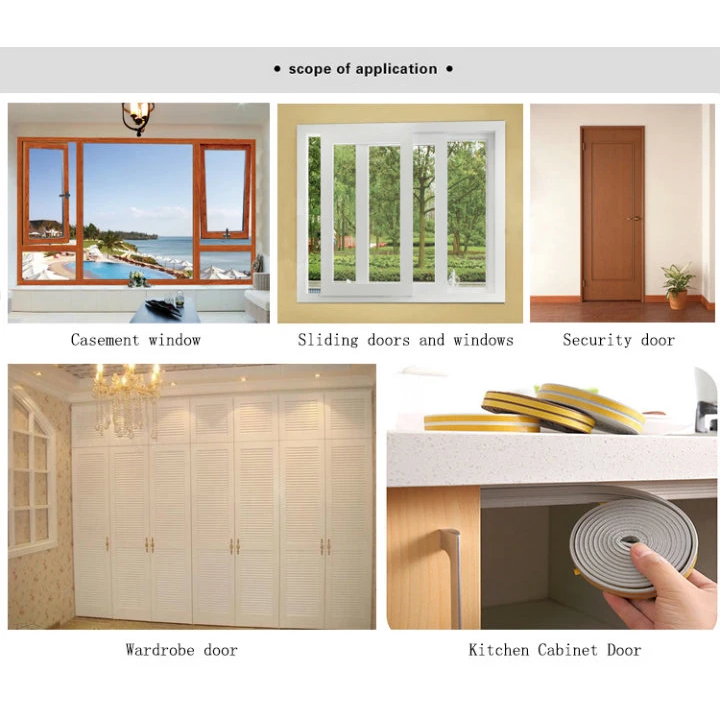 • scope of application •
Casement window
Sliding doors and windows
Security door
Wardrobe door
Kitchen Cabinet Door